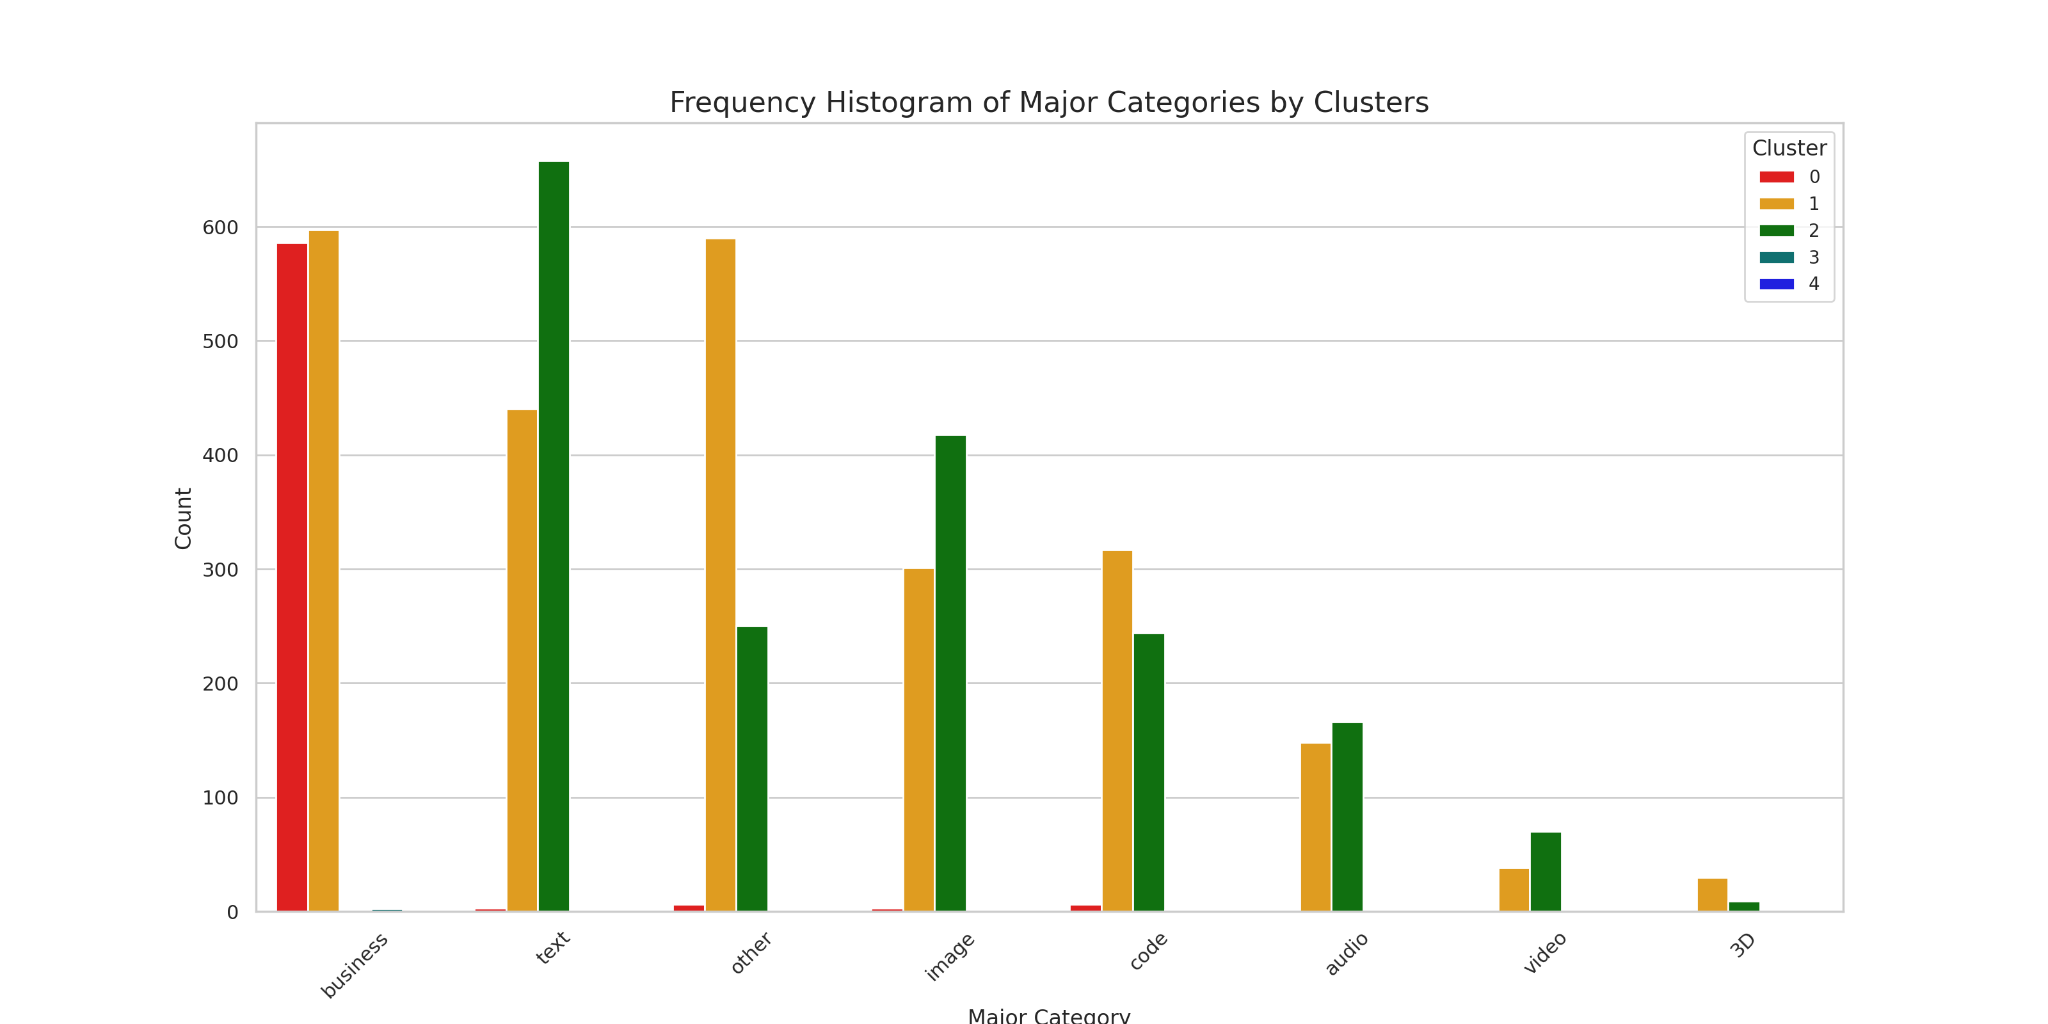 Frequency Histogram of Major Categories by Clusters
Cluster
0
1
2
3
4
600
500
400
300
200
100
0
Count
business
text
other
image
code
audio
video
3D
Major Category